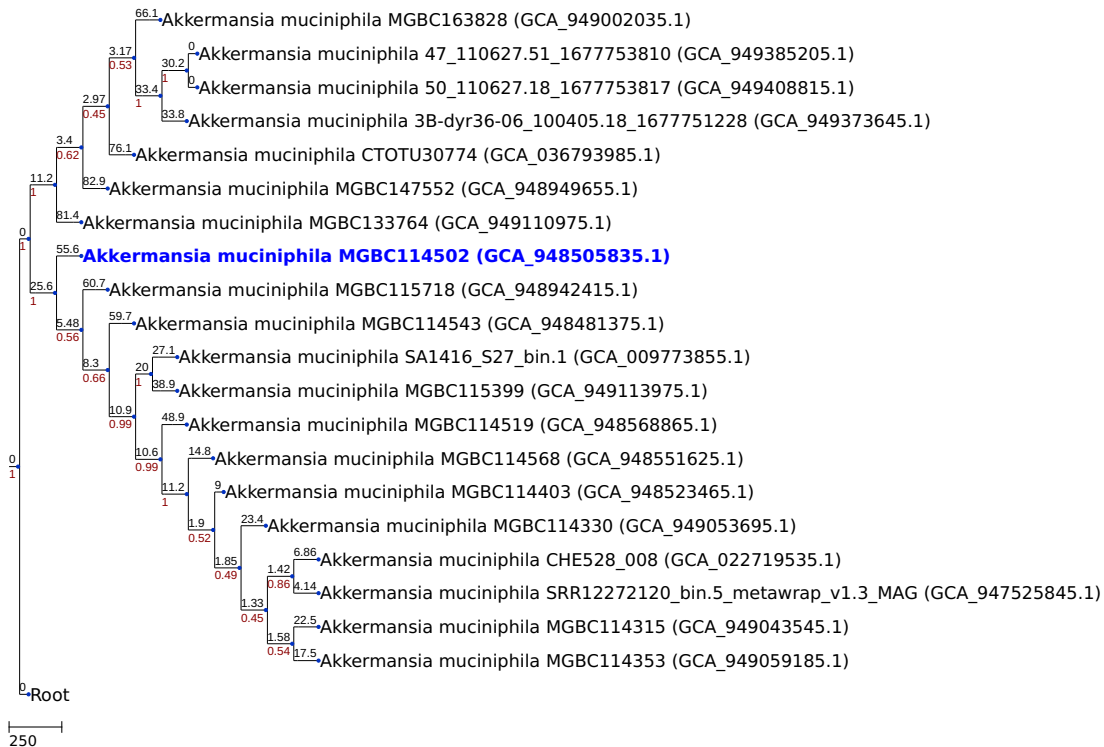 66.1 Akkermansia muciniphila MGBC163828 (GCA_949002035.1)
3.17
0.53
0 Akkermansia muciniphila 47_110627.51_1677753810 (GCA_949385205.1)
30.2
1
0 Akkermansia muciniphila 50_110627.18_1677753817 (GCA_949408815.1)
33.4
1
2.97
0.45
33.8 Akkermansia muciniphila 3B-dyr36-06_100405.18_1677751228 (GCA_949373645.1)
3.4
0.62
76.1 Akkermansia muciniphila CTOTU30774 (GCA_036793985.1)
11.2
1
82.9 Akkermansia muciniphila MGBC147552 (GCA_948949655.1)
81.4 Akkermansia muciniphila MGBC133764 (GCA_949110975.1)
0
1
55.6 Akkermansia muciniphila MGBC114502 (GCA_948505835.1)
25.6
1
60.7 Akkermansia muciniphila MGBC115718 (GCA_948942415.1)
5.48
0.56
59.7 Akkermansia muciniphila MGBC114543 (GCA_948481375.1)
8.3
0.66
27.1 Akkermansia muciniphila SA1416_S27_bin.1 (GCA_009773855.1)
20
1
38.9 Akkermansia muciniphila MGBC115399 (GCA_949113975.1)
10.9
0.99
48.9 Akkermansia muciniphila MGBC114519 (GCA_948568865.1)
10.6
0.99
14.8 Akkermansia muciniphila MGBC114568 (GCA_948551625.1)
0
1
11.2
1
9 Akkermansia muciniphila MGBC114403 (GCA_948523465.1)
1.9
0.52
23.4 Akkermansia muciniphila MGBC114330 (GCA_949053695.1)
1.85
0.49
6.86 Akkermansia muciniphila CHE528_008 (GCA_022719535.1)
1.42
0.86
4.14 Akkermansia muciniphila SRR12272120_bin.5_metawrap_v1.3_MAG (GCA_947525845.1)
1.33
0.45
22.5 Akkermansia muciniphila MGBC114315 (GCA_949043545.1)
1.58
0.54
17.5 Akkermansia muciniphila MGBC114353 (GCA_949059185.1)
0 Root
250